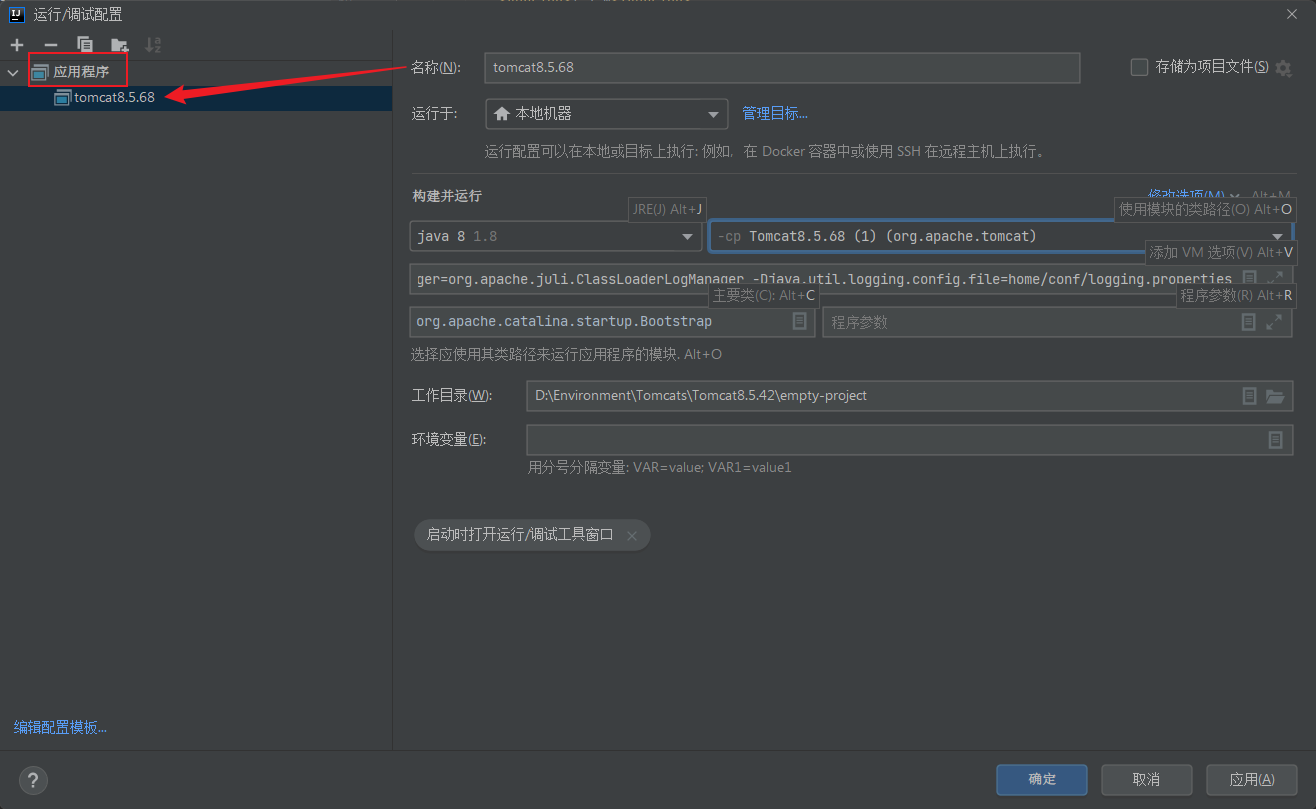 运行/调试配置
应用程序
tomcat8.5.68
名称(N):
tomcat8.5.68
存储为项目文件(S)
运行于:
本地机器
管理目标...
运行配置可以在本地或目标上执行: 例如，在 Docker 容器中或使用 SSH 在远程主机上执行。
构建并运行
修改选项(M)
Alt+M
JRE(J) Alt+J
使用模块的类路径(O) Alt+O
java 8 1.8
-cp Tomcat8.5.68 (1) (org.apache.tomcat)
添加 VM 选项(V) Alt+V
ger=org.apache.juli.ClassLoaderLogManager -Djava.util.logging.config.file=home/conf/logging.properties
主要类(C): Alt+C
程序参数(R) Alt+R
org.apache.catalina.startup.Bootstrap
程序参数
选择应使用其类路径来运行应用程序的模块. Alt+O
工作目录(W):
D:\Environment\Tomcats\Tomcat8.5.42\empty-project
环境变量(E):
用分号分隔变量: VAR=value; VAR1=value1
启动时打开运行/调试工具窗口
编辑配置模板...
?
确定
取消
应用(A)